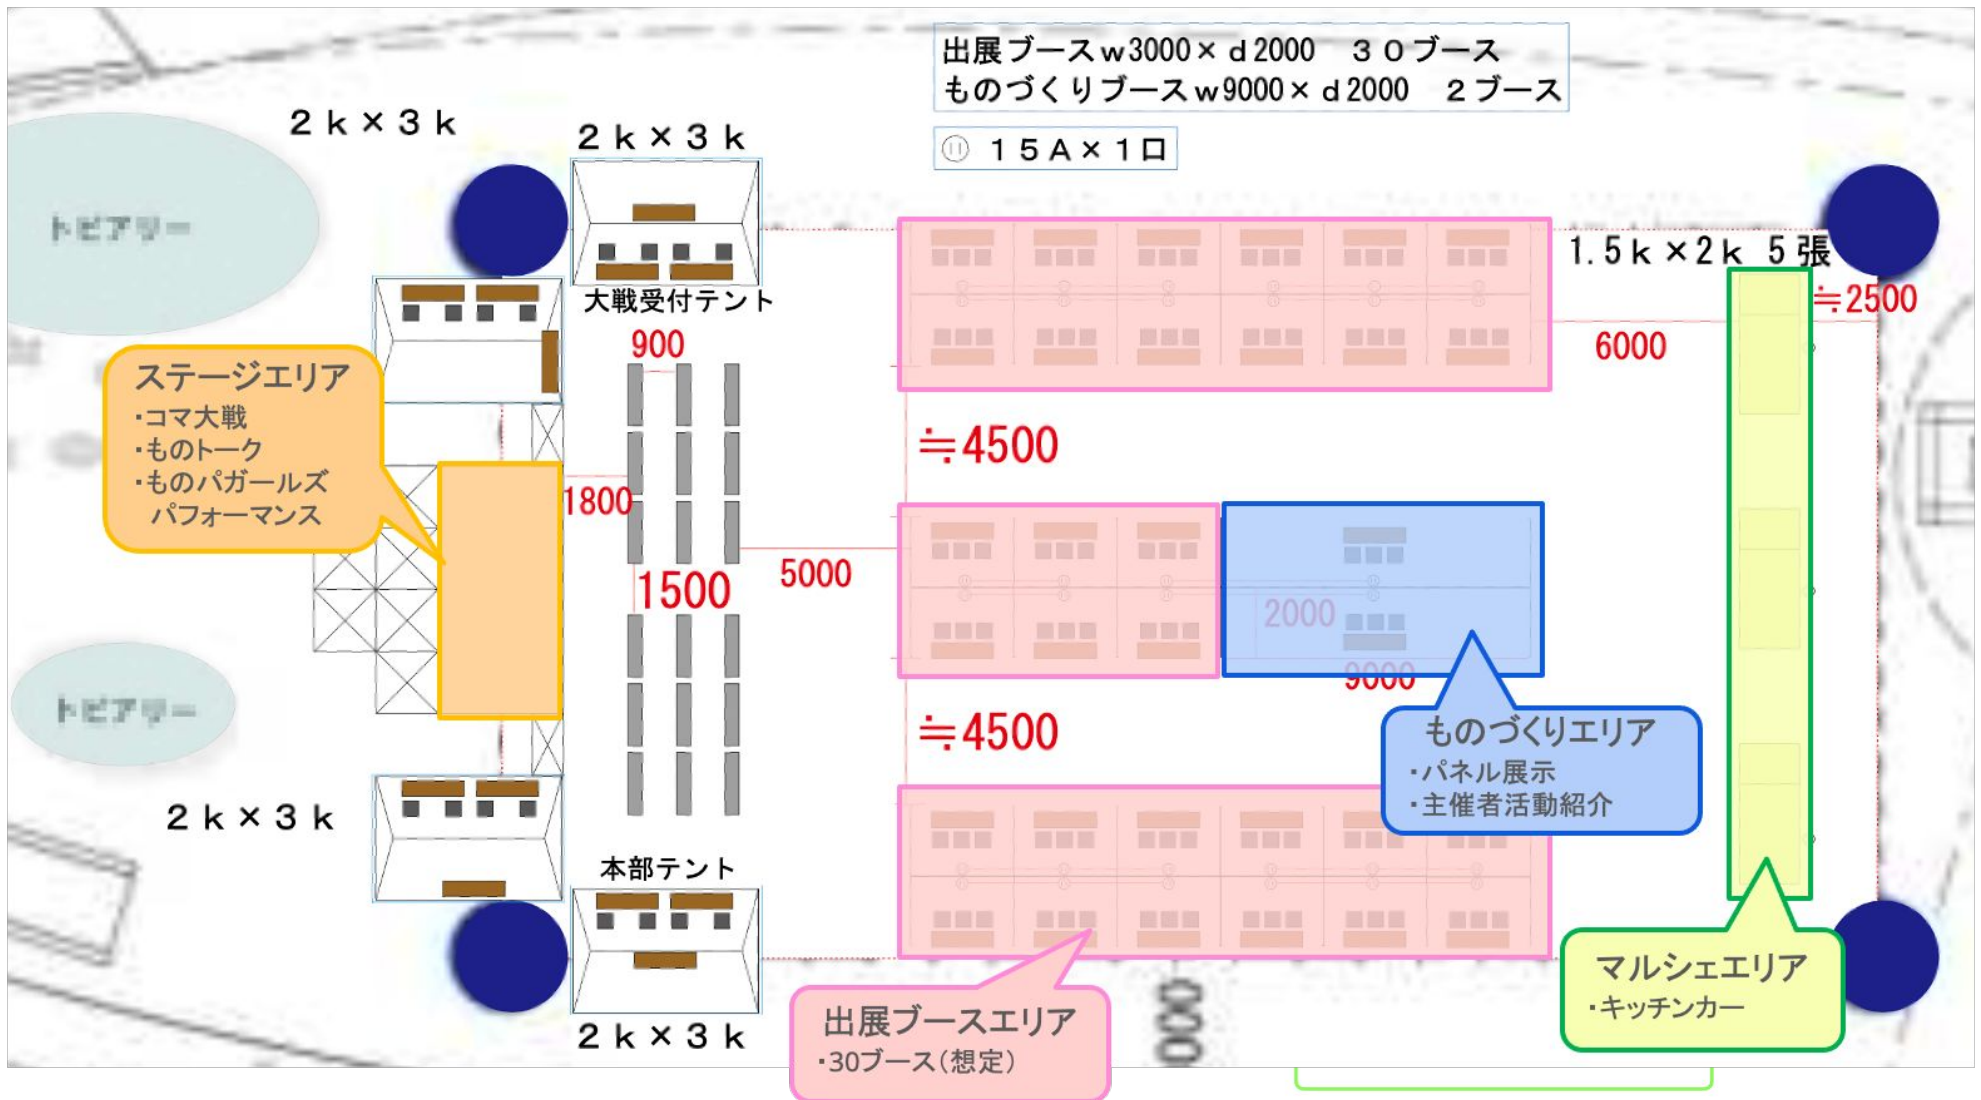 出展ブースw3000×d2000　30ブース
ものづくりブースw9000×d2000　2ブース
15A×1口
2k×3k
2k×3k
トピアリー
大戦受付テント
900
1.5k×2k 5張
≒2500
6000
ステージエリア
・コマ大戦
・ものトーク
・ものパガールズ
パフォーマンス
≒4500
1800
1500
5000
2000
9000
トピアリー
≒4500
ものづくりエリア
・パネル展示
・主催者活動紹介
2k×3k
本部テント
2k×3k
出展ブースエリア
・30ブース（想定）
マルシェエリア
・キッチンカー